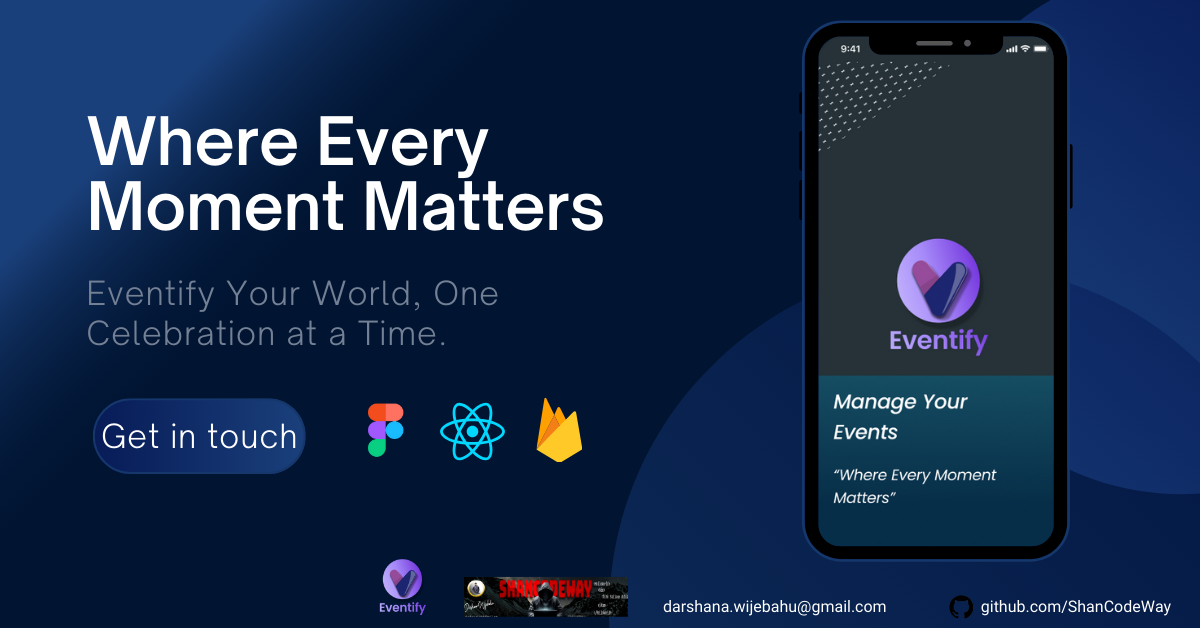 Where Every
Moment Matters
Eventify Your World, One
Celebration at a Time.
Get in touch
9:41
Eventify
Manage Your
Events
“Where Every Moment
Matters”
Eventify
SHANCODEWAY
darshana.wijebahu@gmail.com
github.com/ShanCodeWay